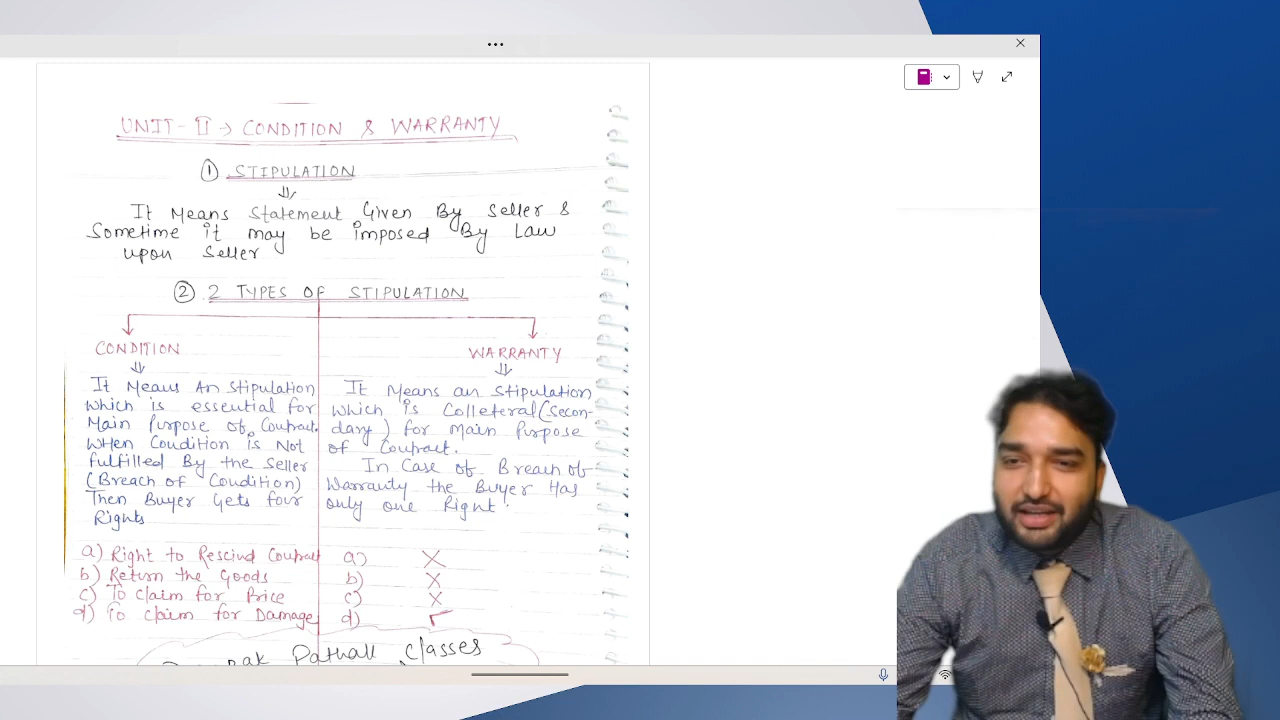 UNIT-II → CONDITION & WARRANTY
① STIPULATION
It Means Statement Given By Seller &
Sometime it may be imposed By Law
upon Seller
② 2 TYPES OF STIPULATION
CONDITION
It Means An Stipulation
which is essential for
Main Purpose of Contract.
WHen Condition is Not
fulfilled By the Seller
(Breach of Condition)
Then Buyer Gets four
Rights
a) Right to Rescind Contract
b) Return the Goods
c) To Claim for Price
d) To Claim for Damage
WARRANTY
It Means an Stipulation
which is Colleteral (Secon-
dary) for Main Purpose
of Contract.
In Case of Breach of
Warranty the Buyer Has
only one Right.
a) X
b) X
c) X
d) ✓
Pathak Classes